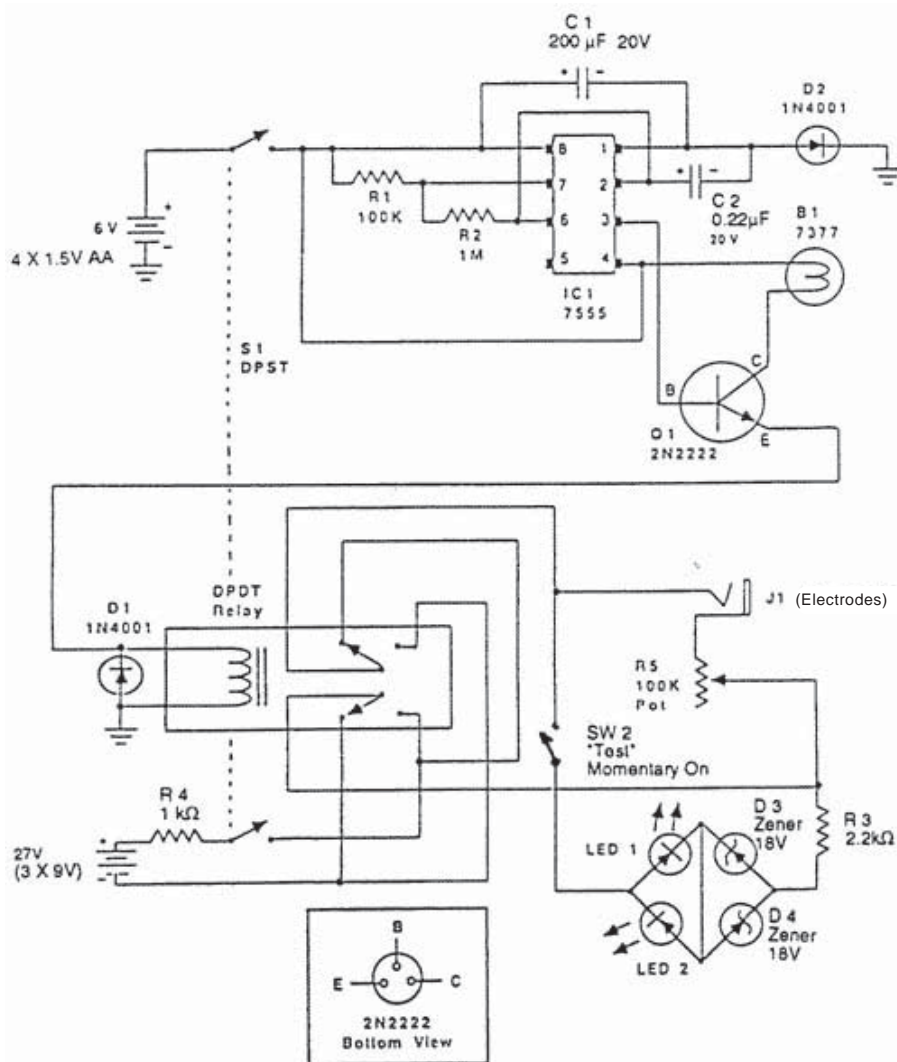 C 1
200 µF 20V
+ -
D2
1N4001
8 1
7 2
6 3
5 4
R1
100K
R2
1M
IC1
7555
+ -
C 2
0.22µF
20 V
B 1
7377
6V
+
-
4 X 1.5V AA
S 1
DPST
B
C
E
Q1
2N2222
D1
1N4001
DPDT
Relay
J1 (Electrodes)
R5
100K
Pot
SW 2
"Test"
Momentary On
R 4
1 kΩ
27V
(3 X 9V)
+
-
LED 1
D 3
Zener
18V
R 3
2.2kΩ
LED 2
D 4
Zener
18V
B
E
C
2N2222
Bottom View